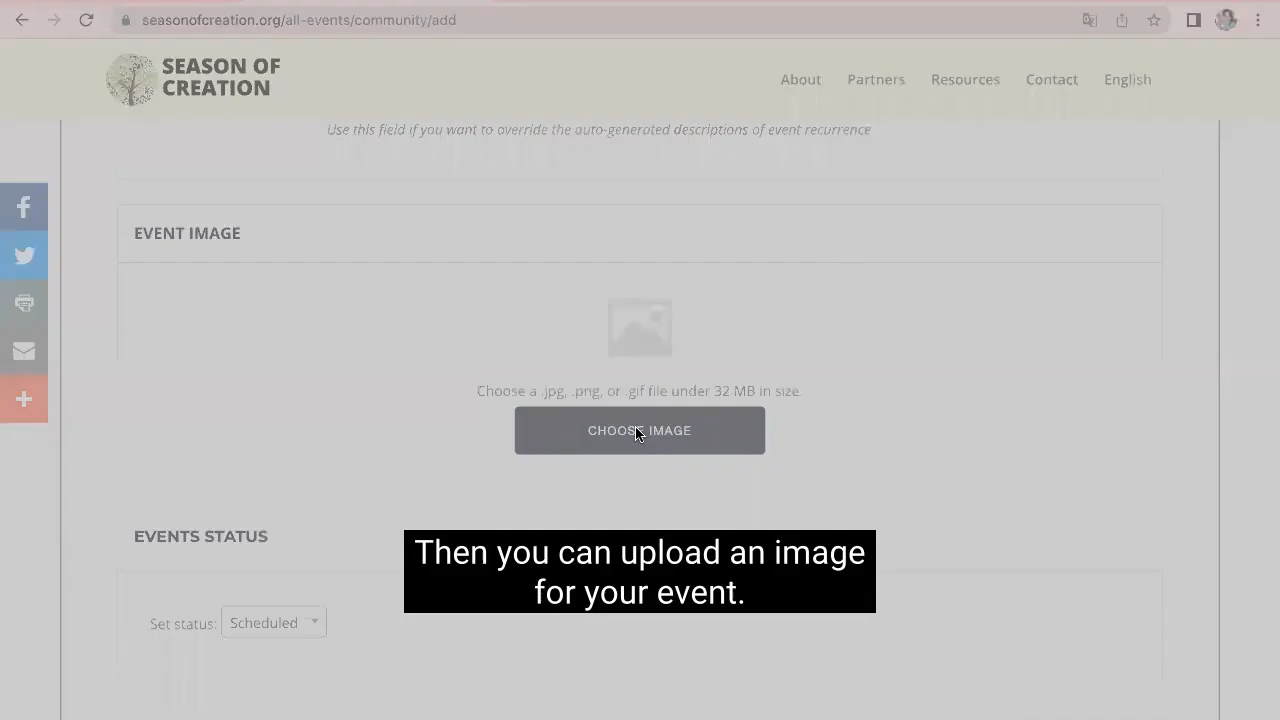 seasonofcreation.org/all-events/community/add
SEASON OF
CREATION
About Partners Resources Contact English
Use this field if you want to override the auto-generated descriptions of event recurrence
EVENT IMAGE
Choose a .jpg, .png, or .gif file under 32 MB in size.
CHOOSE IMAGE
EVENTS STATUS
Then you can upload an image
for your event.
Set status: Scheduled